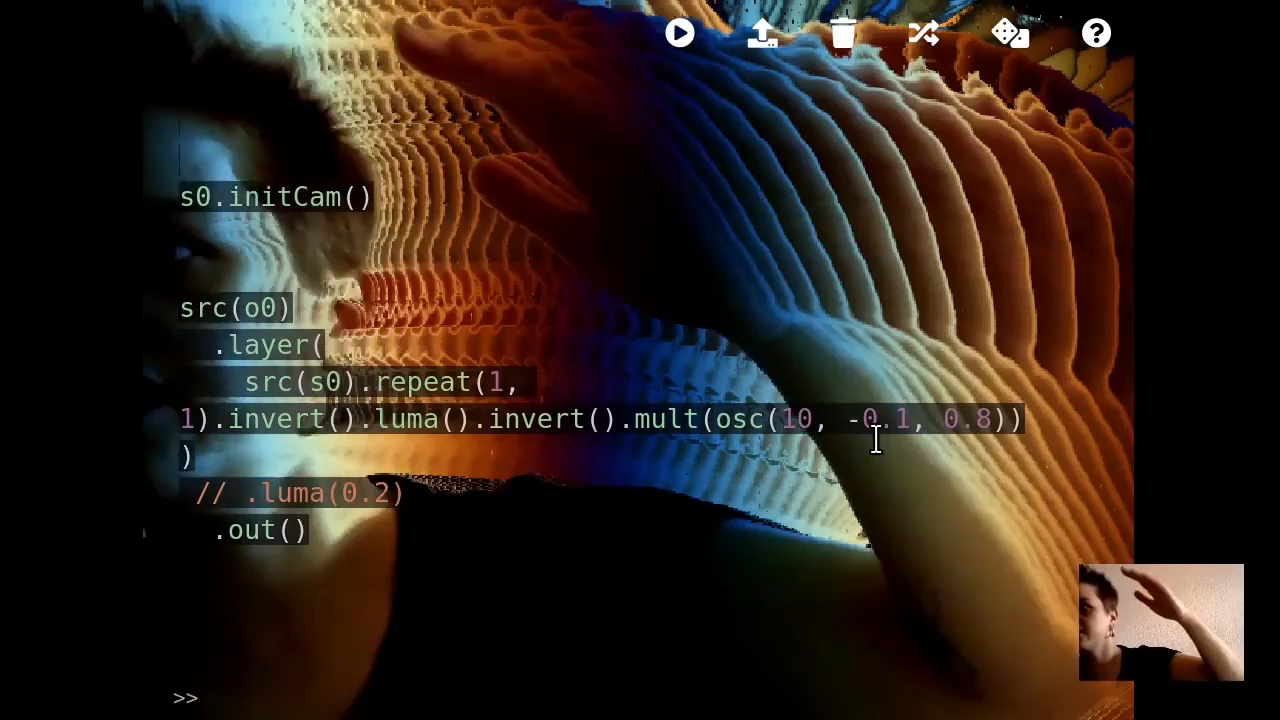 s0.initCam()
src(o0)
.layer(
src(s0).repeat(1,
1).invert().luma().invert().mult(osc(10, -0.1, 0.8))
)
// .luma(0.2)
.out()
>>